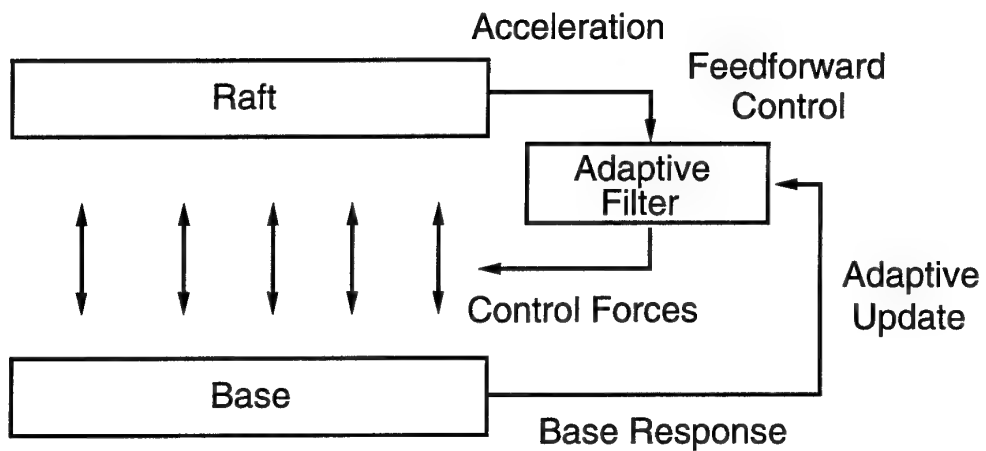 Acceleration
Raft
Feedforward
Control
Adaptive
Filter
Control Forces
Adaptive
Update
Base
Base Response